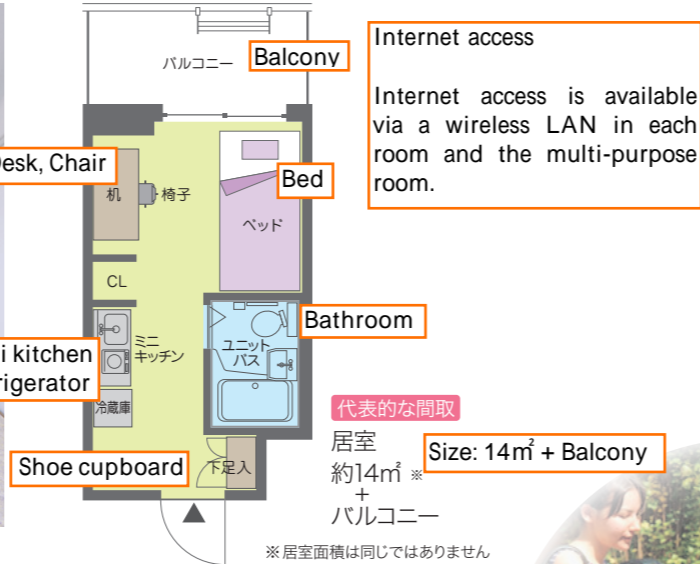 バルコニー
Balcony
Internet access
Internet access is available
via a wireless LAN in each
room and the multi-purpose
room.
Desk, Chair
机
椅子
Bed
ベッド
CL
Bathroom
i kitchen
rigerator
ミニ
キッチン
ユニット
バス
冷蔵庫
代表的な間取
居室
約14㎡ ※
+
バルコニー
Size: 14㎡ + Balcony
Shoe cupboard
下足入
※居室面積は同じではありません